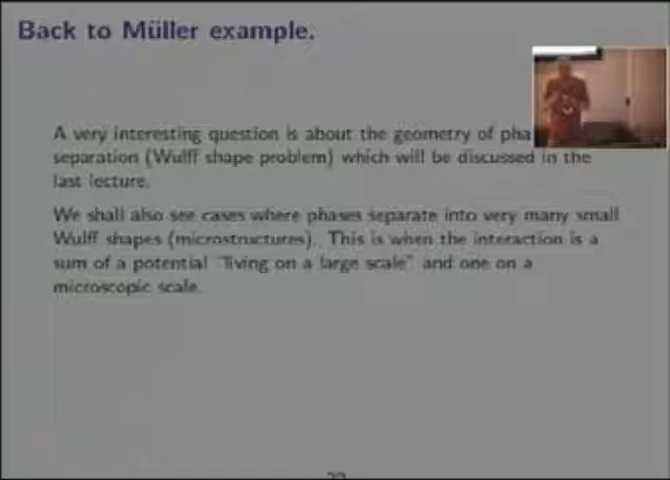 Back to Müller example.
A very interesting question is about the geometry of pha
separation (Wulff shape problem) which will be discussed in the
last lecture.
We shall also see cases where phases separate into very many small
Wulff shapes (microstructures). This is when the interaction is a
sum of a potential "living on a large scale" and one on a
microscopic scale.